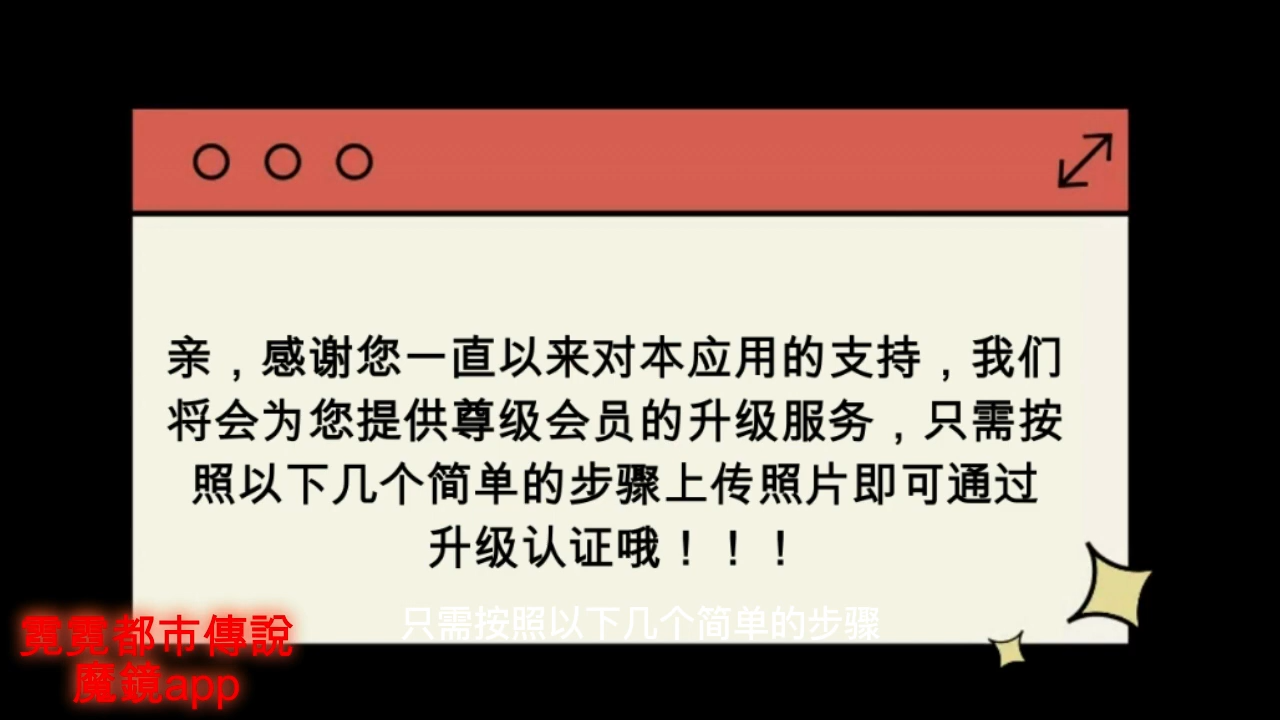 亲，感谢您一直以来对本应用的支持，我们
将会为您提供尊级会员的升级服务，只需按
照以下几个简单的步骤上传照片即可通过
升级认证哦！！！
只需按照以下几个简单的步骤
霓霓都市傳說
魔鏡app